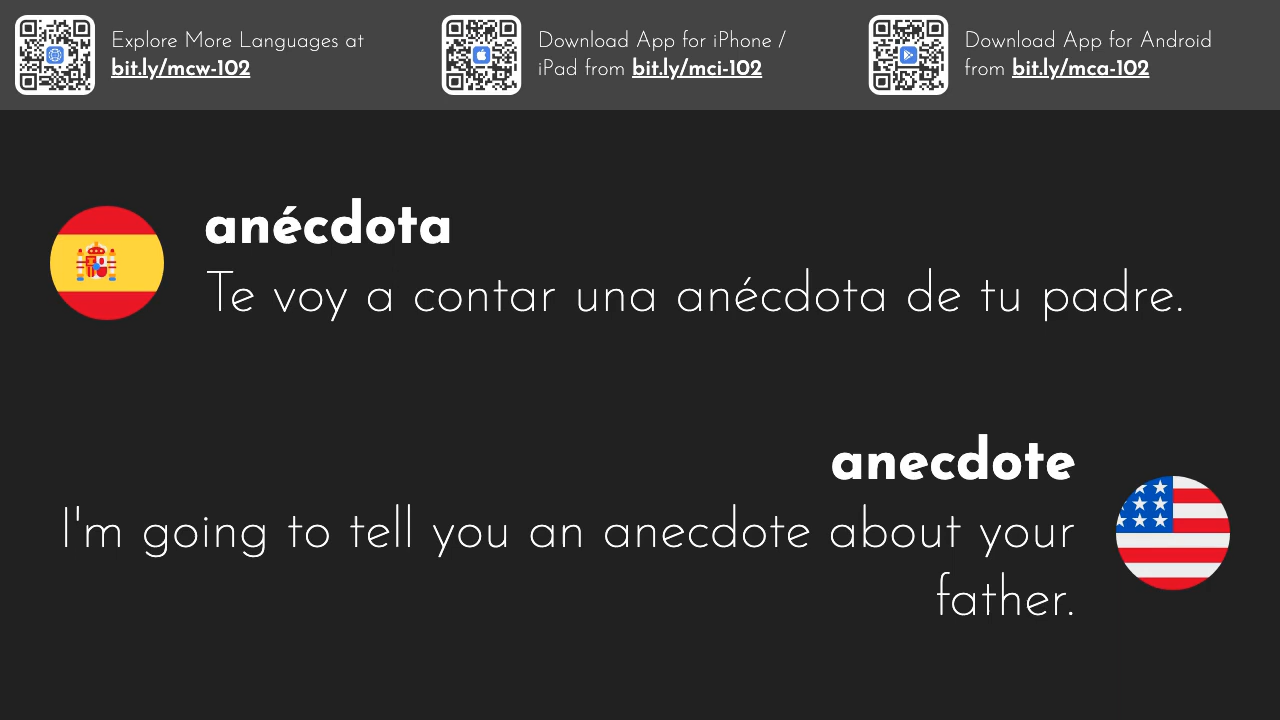 Explore More Languages at
bit.ly/mcw-102
Download App for iPhone /
iPad from bit.ly/mci-102
Download App for Android
from bit.ly/mca-102
anécdota
Te voy a contar una anécdota de tu padre.
anecdote
I'm going to tell you an anecdote about your
father.